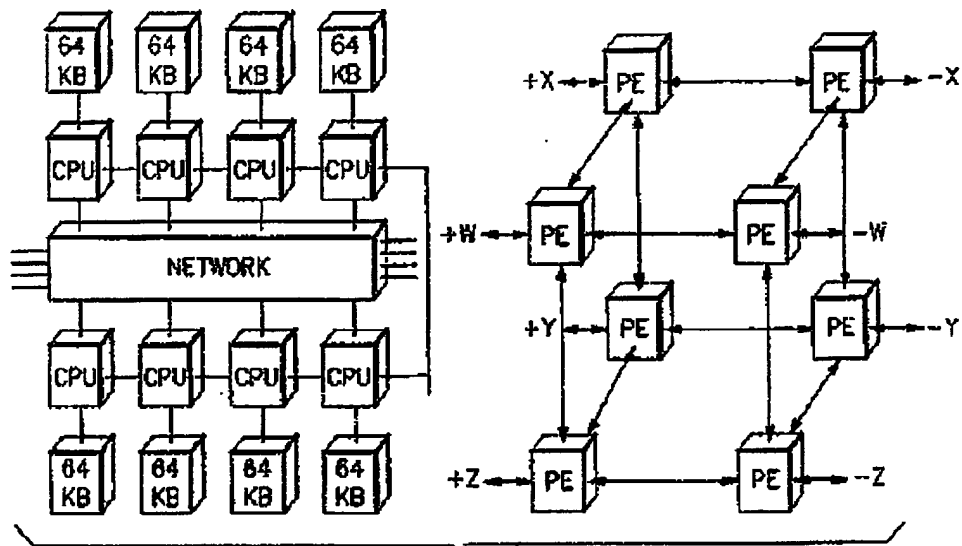 64 KB 64 KB 64 KB 64 KB
CPU CPU CPU CPU
NETWORK
CPU CPU CPU CPU
64 KB 64 KB 64 KB 64 KB
+X PE PE -X
+W PE PE -W
+Y PE PE -Y
+Z PE PE -Z